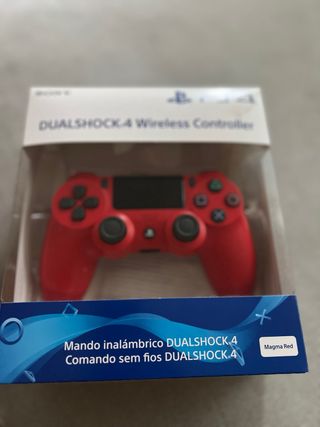 SONY
DUALSHOCK.4 Wireless Controller
Mando inalámbrico DUALSHOCK.4
Comando sem fios DUALSHOCK.4
Magma Red